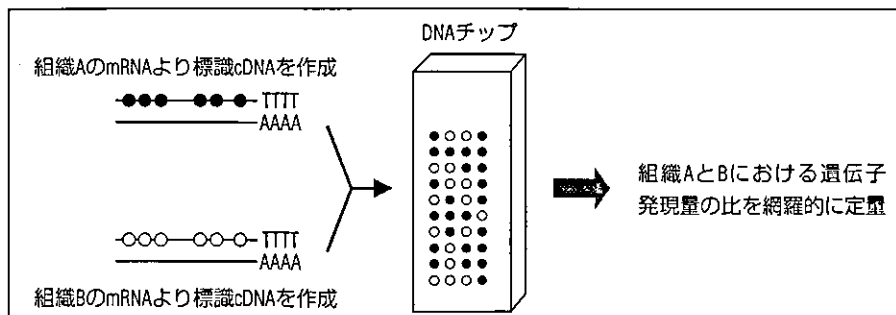 DNAチップ
組織AのmRNAより標識cDNAを作成
TTTT
AAAA
組織AとBにおける遺伝子
発現量の比を網羅的に定量
TTTT
AAAA
組織BのmRNAより標識cDNAを作成